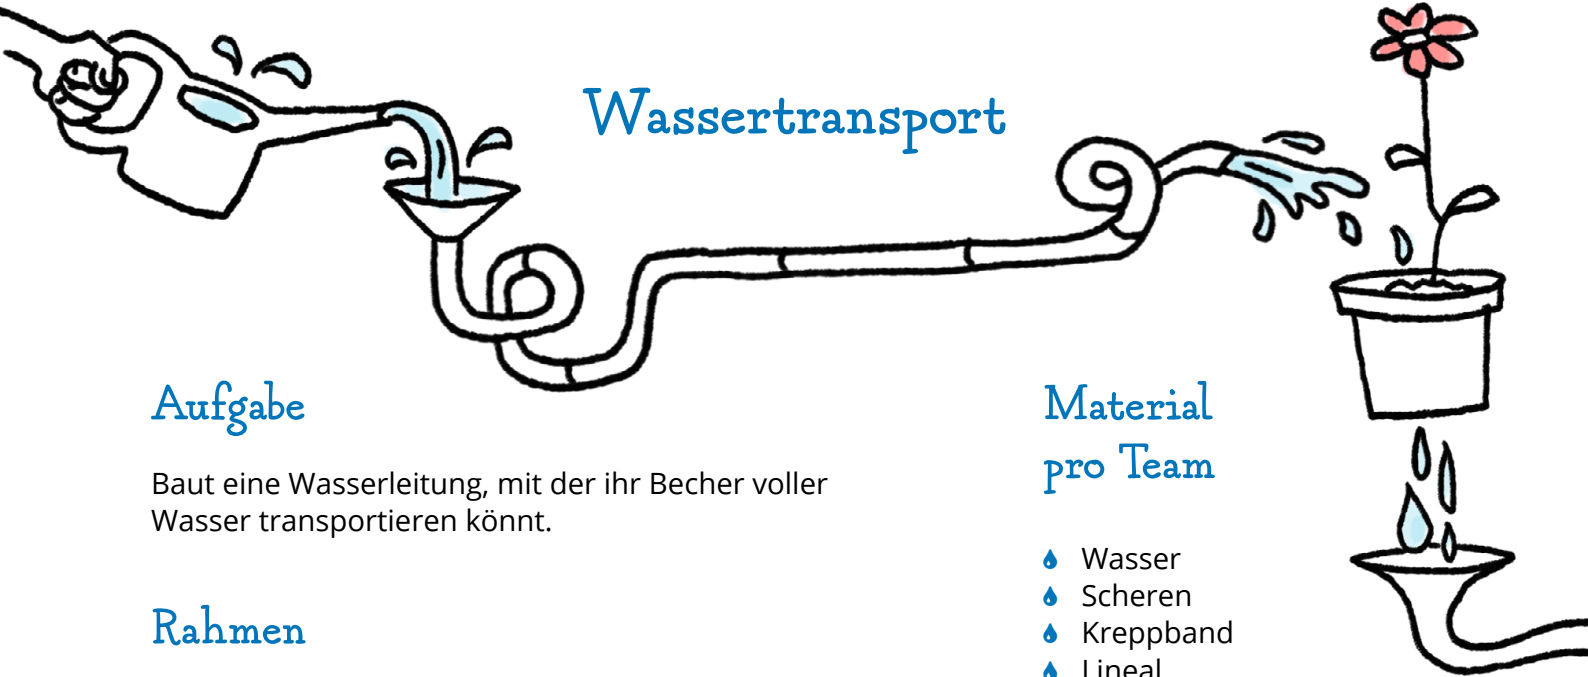 Wassertransport
Aufgabe
Baut eine Wasserleitung, mit der ihr Becher voller
Wasser transportieren könnt.
Rahmen
Material
pro Team
Wasser
Scheren
Kreppband
Lineal